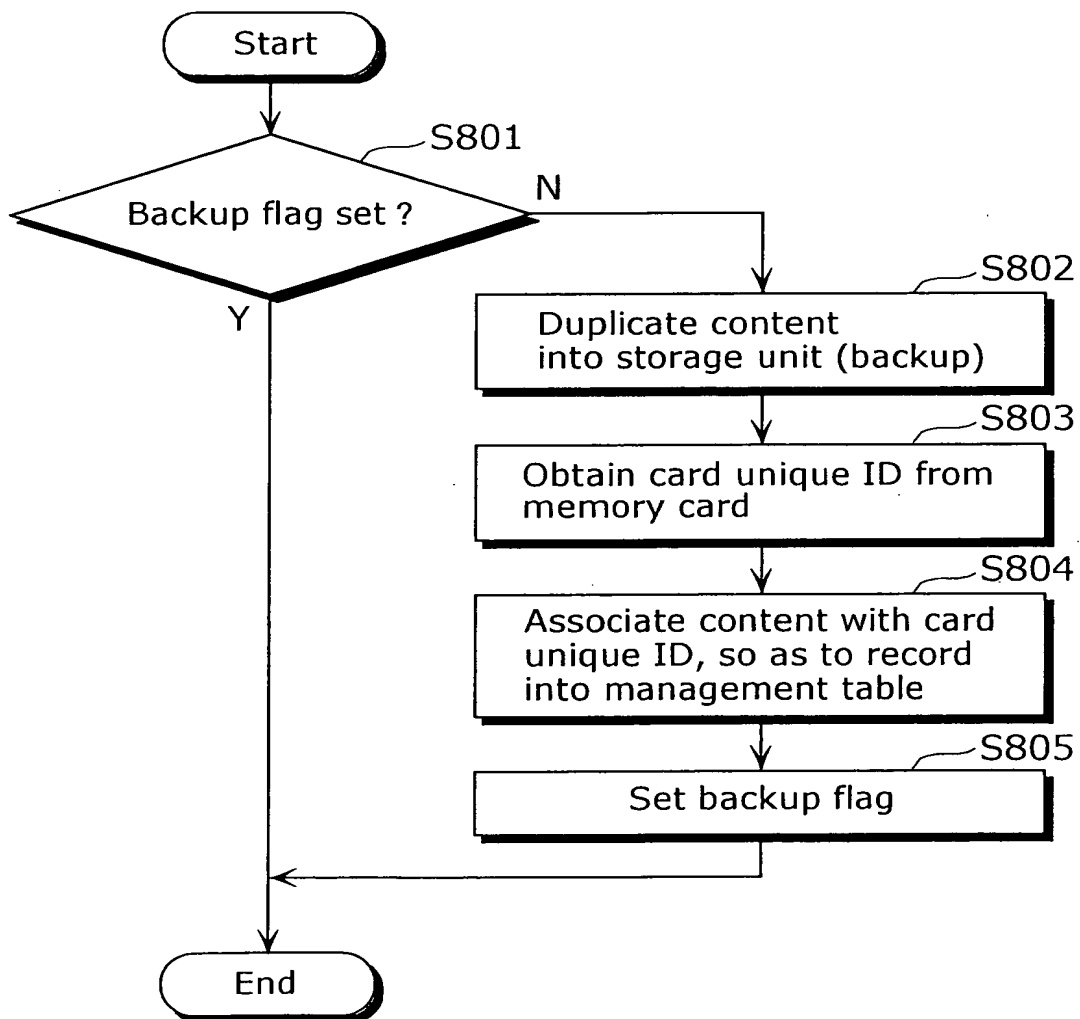 Start
S801
Backup flag set ?
N
Y
S802
Duplicate content
into storage unit (backup)
S803
Obtain card unique ID from
memory card
S804
Associate content with card
unique ID, so as to record
into management table
S805
Set backup flag
End